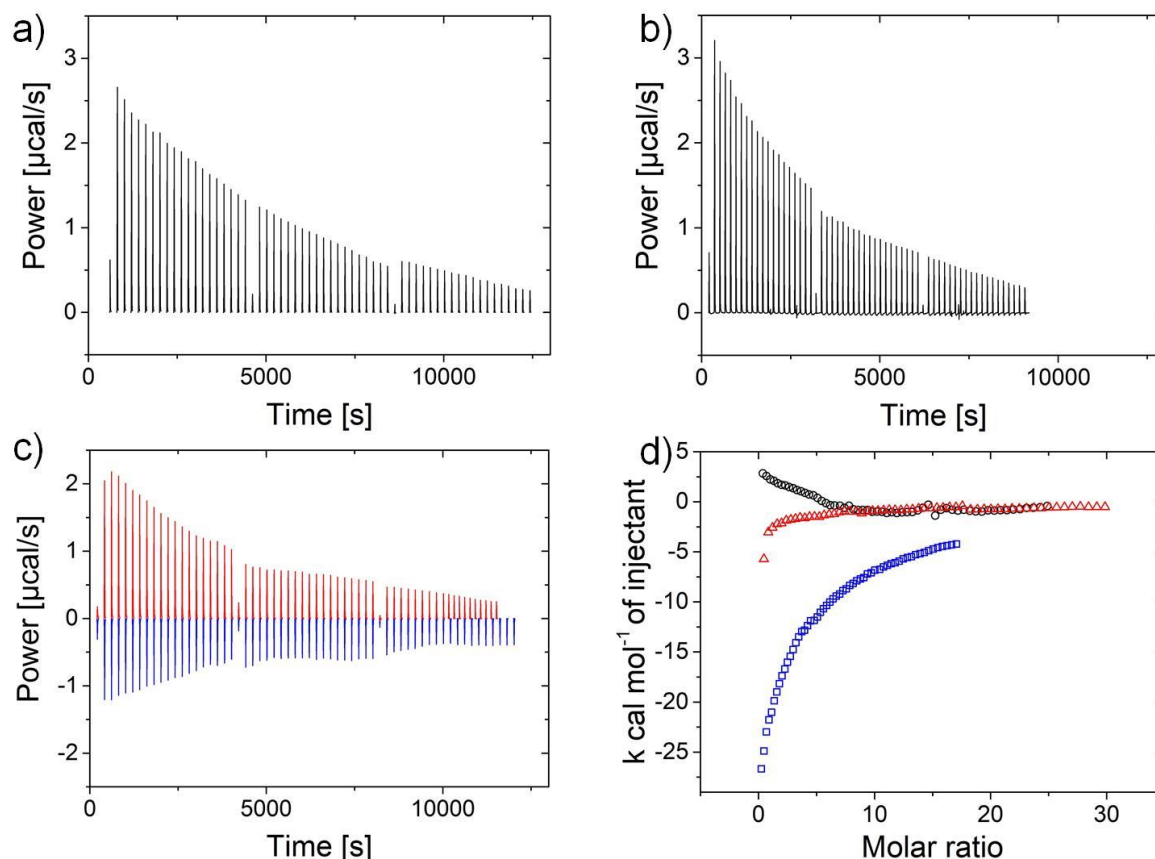 a)
3
2
1
0
Power [µcal/s]
0
5000
10000
Time [s]
b)
3
2
1
0
Power [µcal/s]
0
5000
10000
Time [s]
c)
2
1
0
-1
-2
Power [µcal/s]
0
5000
10000
Time [s]
d)
5
0
-5
-10
-15
-20
-25
k cal mol⁻¹ of injectant
0
10
20
30
Molar ratio